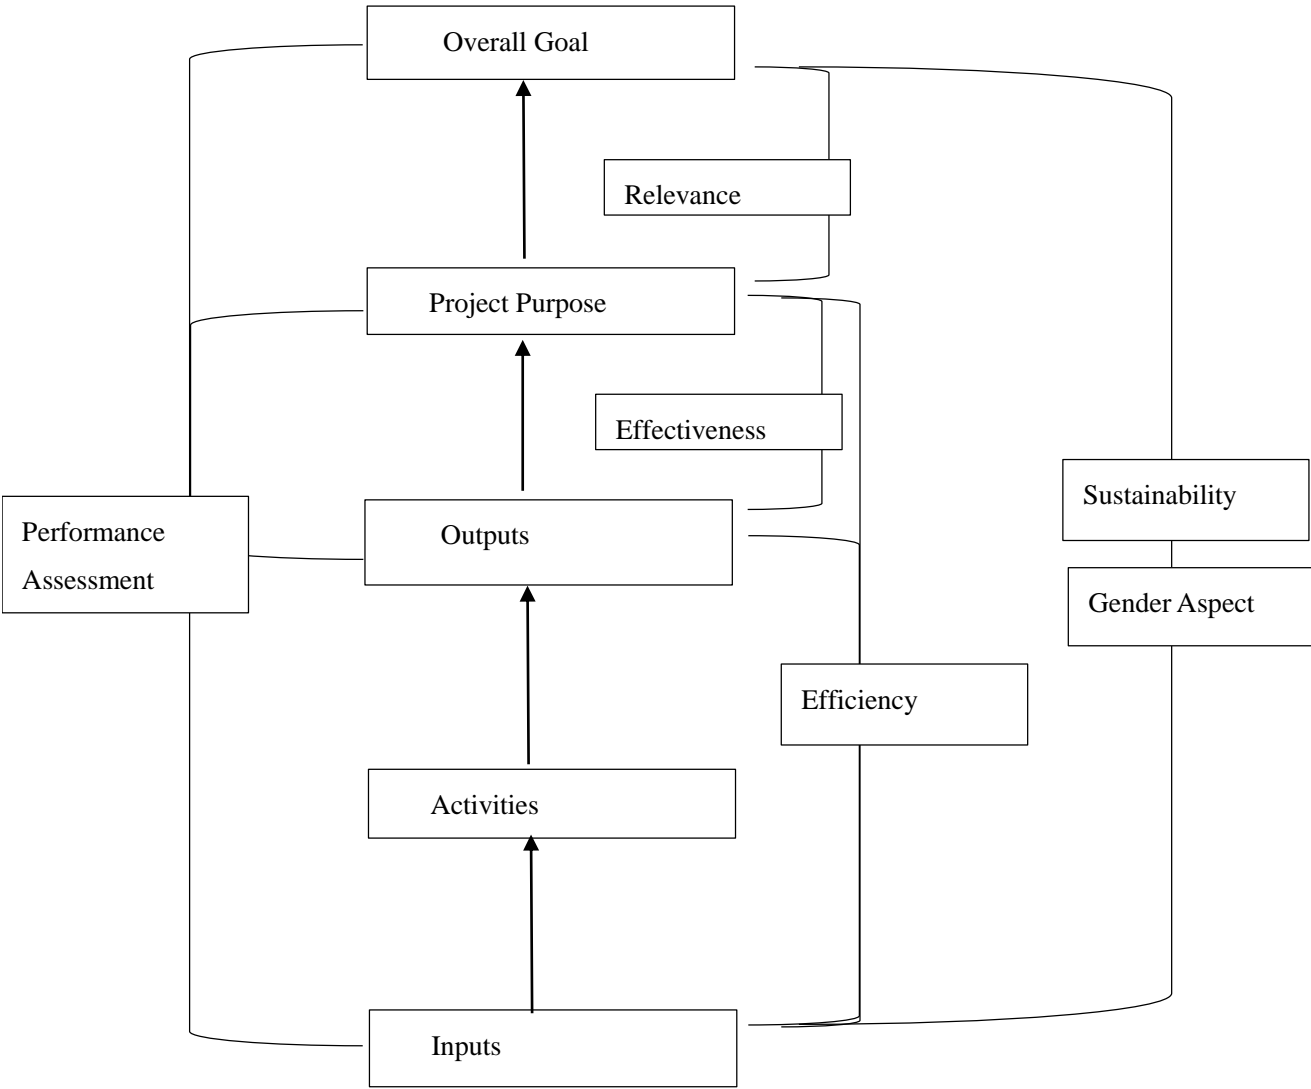 Overall Goal
Relevance
Project Purpose
Effectiveness
Sustainability
Performance
Assessment
Outputs
Gender Aspect
Efficiency
Activities
Inputs